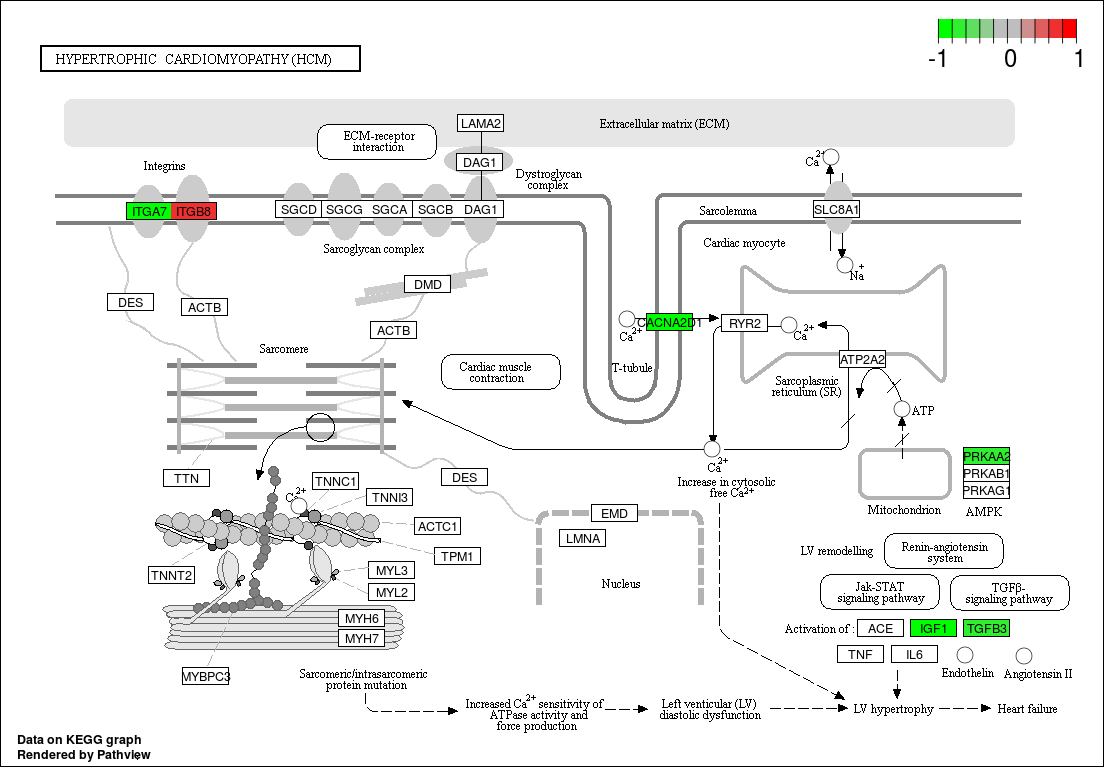 -1 0 1
HYPERTROPHIC CARDIOMYOPATHY (HCM)
LAMA2
Extracellular matrix (ECM)
ECM-receptor
interaction
DAG1
Ca2+
Integrins
Dystroglycan
complex
ITGA7 ITGB8
SGCD SGCG SGCA SGCB DAG1
Sarcolemma
SLC8A1
Sarcoglycan complex
Cardiac myocyte
Na+
DMD
DES
ACTB
ACTB
CACNA2D1
RYR2
Ca2+
Ca2+
Sarcomere
ATP2A2
Cardiac muscle
contraction
T-tubule
Sarcoplasmic
reticulum (SR)
ATP
PRKAA2
PRKAB1
PRKAG1
Mitochondrion
AMPK
Ca2+
Increase in cytosolic
free Ca2+
TTN
TNNC1
DES
Ca2+
TNNI3
ACTC1
EMD
LMNA
TPM1
TNNT2
MYL3
MYL2
Nucleus
LV remodelling
Renin-angiotensin
system
Jak-STAT
signaling pathway
TGFβ-
signaling pathway
MYH6
MYH7
Activation of :
ACE
IGF1
TGFB3
TNF
IL6
Endothelin
Angiotensin II
MYBPC3
Sarcomeric/intrasarcomeric
protein mutation
Increased Ca2+ sensitivity of
ATPase activity and
force production
Left venticular (LV)
diastolic dysfunction
LV hypertrophy
Heart failure
Data on KEGG graph
Rendered by Pathview